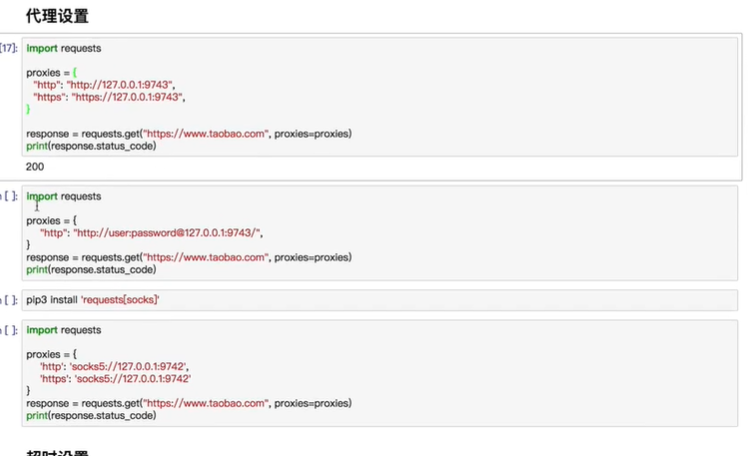 代理设置
[17]:
import requests
proxies = {
"http": "http://127.0.0.1:9743",
"https": "https://127.0.0.1:9743",
}
response = requests.get("https://www.taobao.com", proxies=proxies)
print(response.status_code)
200
[ ]:
import requests
proxies = {
"http": "http://user:password@127.0.0.1:9743/",
}
response = requests.get("https://www.taobao.com", proxies=proxies)
print(response.status_code)
[ ]:
pip3 install 'requests[socks]'
[ ]:
import requests
proxies = {
'http': 'socks5://127.0.0.1:9742',
'https': 'socks5://127.0.0.1:9742'
}
response = requests.get("https://www.taobao.com", proxies=proxies)
print(response.status_code)